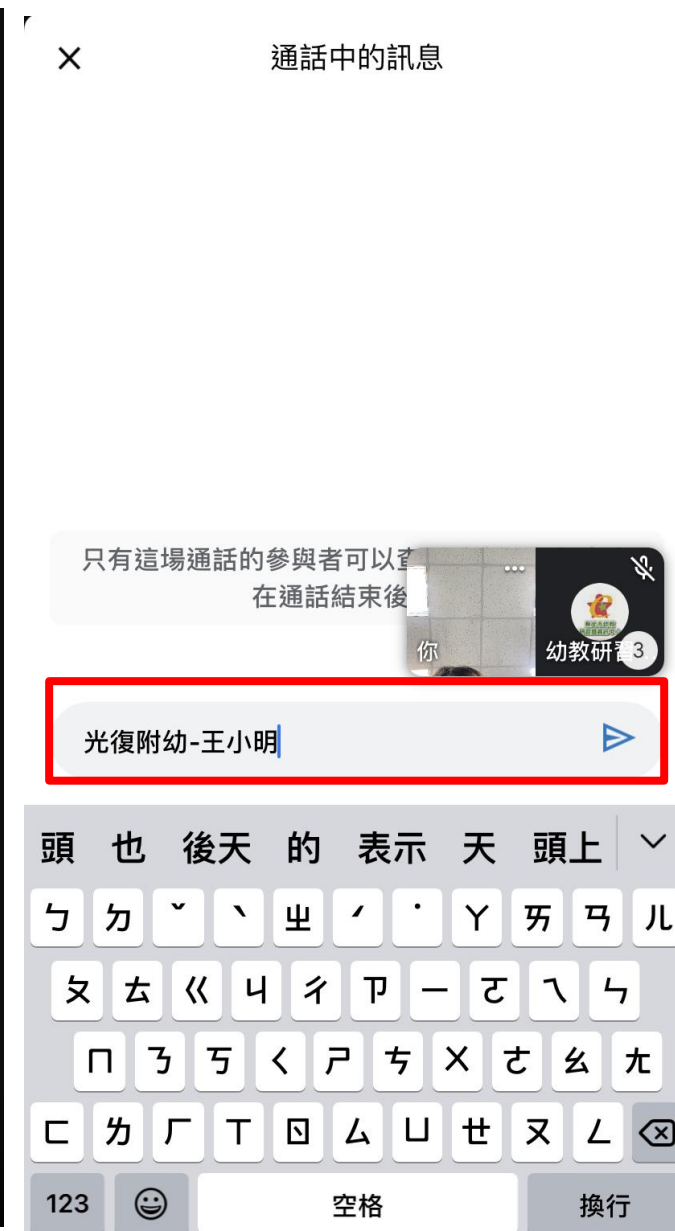 通話中的訊息
只有這場通話的參與者可以
在通話結束後
你
幼教研習
3
光復附幼-王小明
頭 也 後天 的 表示 天 頭上
ㄅ ㄉ ˇ ˋ ㄓ ˊ ˙ ㄚ ㄞ ㄢ ㄦ
ㄆ ㄊ ㄍ ㄐ ㄔ ㄗ ㄧ ㄛ ㄟ ㄣ
ㄇ ㄋ ㄎ ㄑ ㄕ ㄘ ㄨ ㄜ ㄠ ㄤ
ㄈ ㄌ ㄏ ㄒ ㄖ ㄙ ㄩ ㄝ ㄡ ㄥ
123 空格 換行